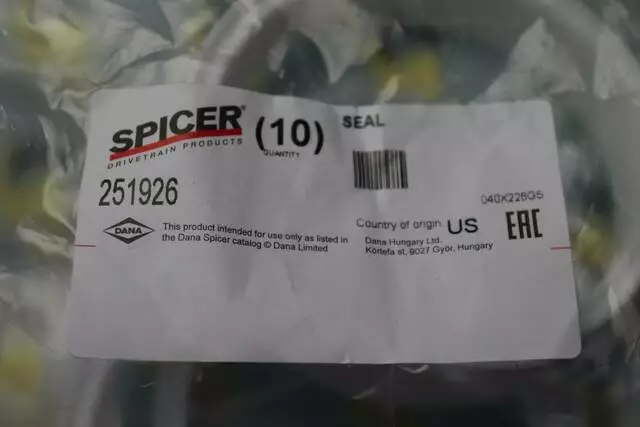 SPICER®
DRIVETRAIN PRODUCTS
(10)
QUANTITY
SEAL
251926
040X228G5
DANA
This product intended for use only as listed in
the Dana Spicer catalog © Dana Limited
Country of origin US
Dana Hungary Ltd.
Körtefa st, 9027 Győr, Hungary
EAC